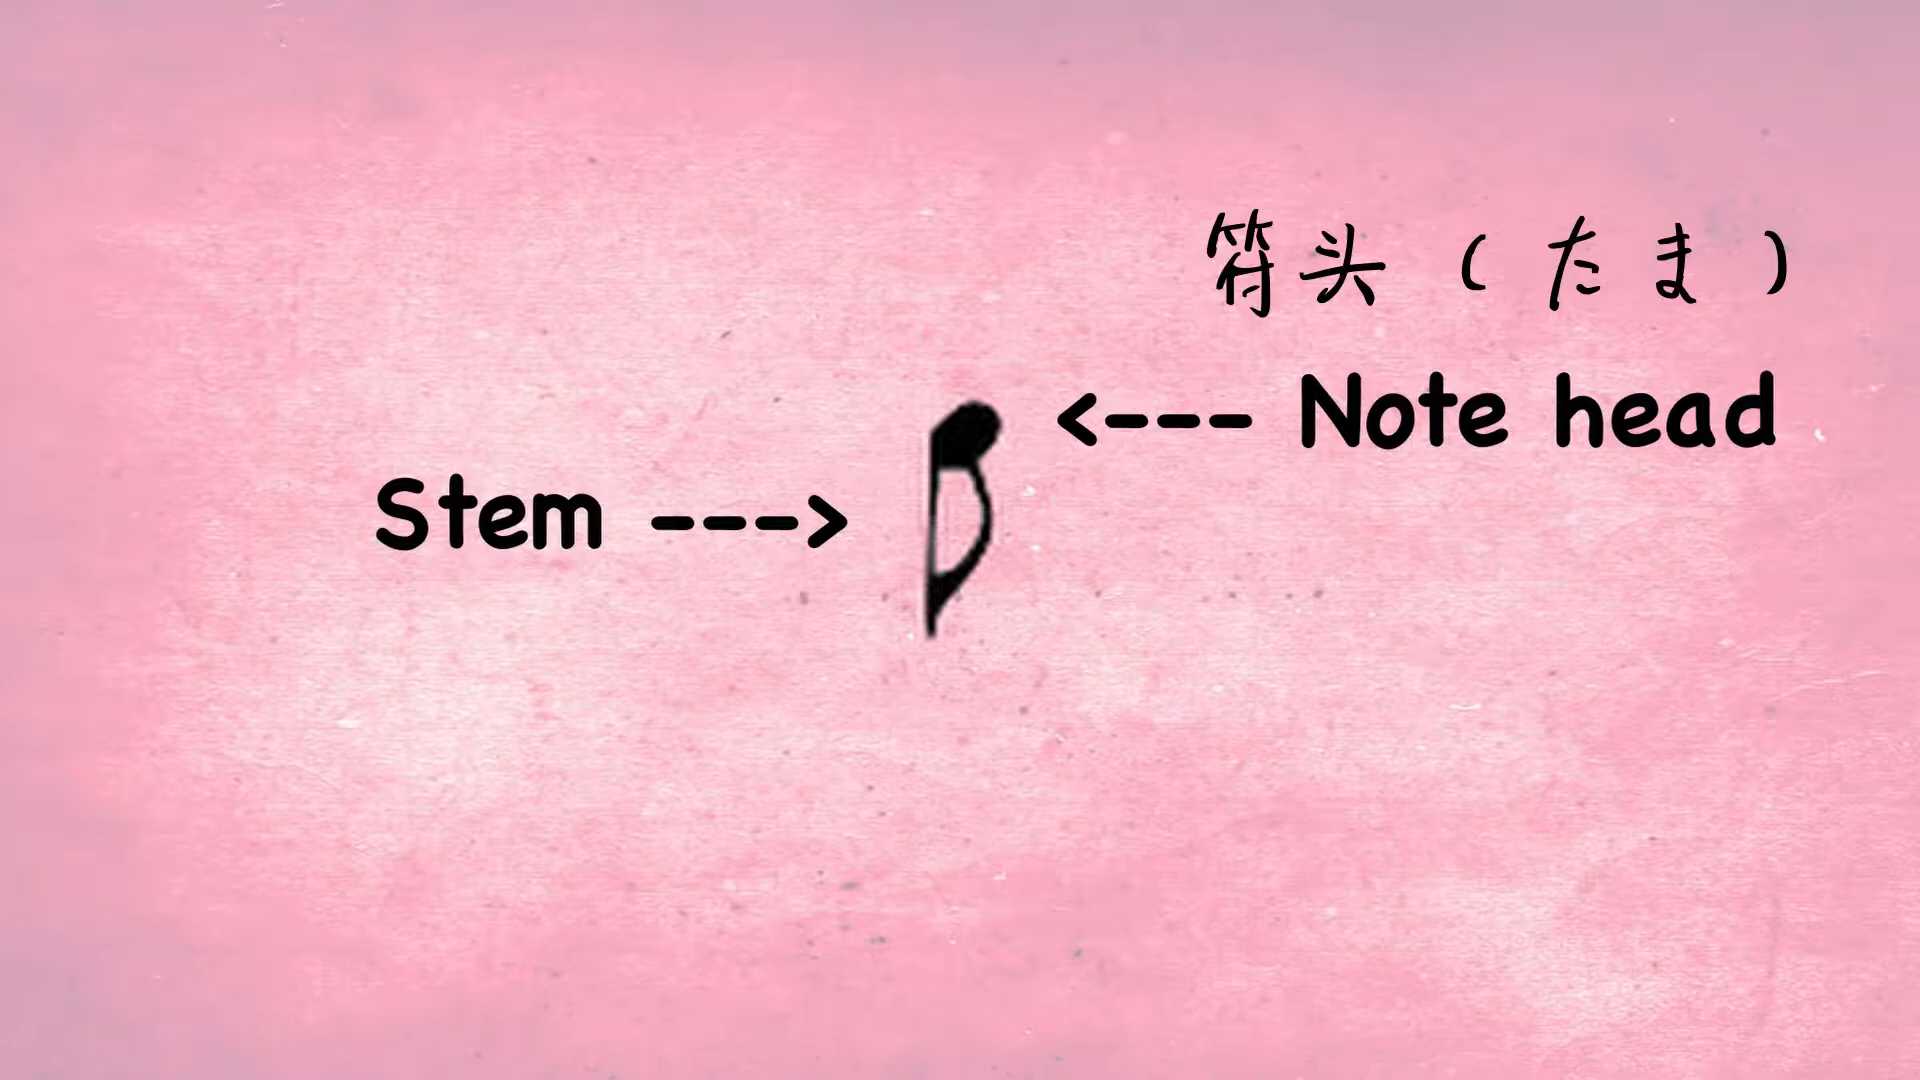 符头（たま）
<--- Note head
Stem --->